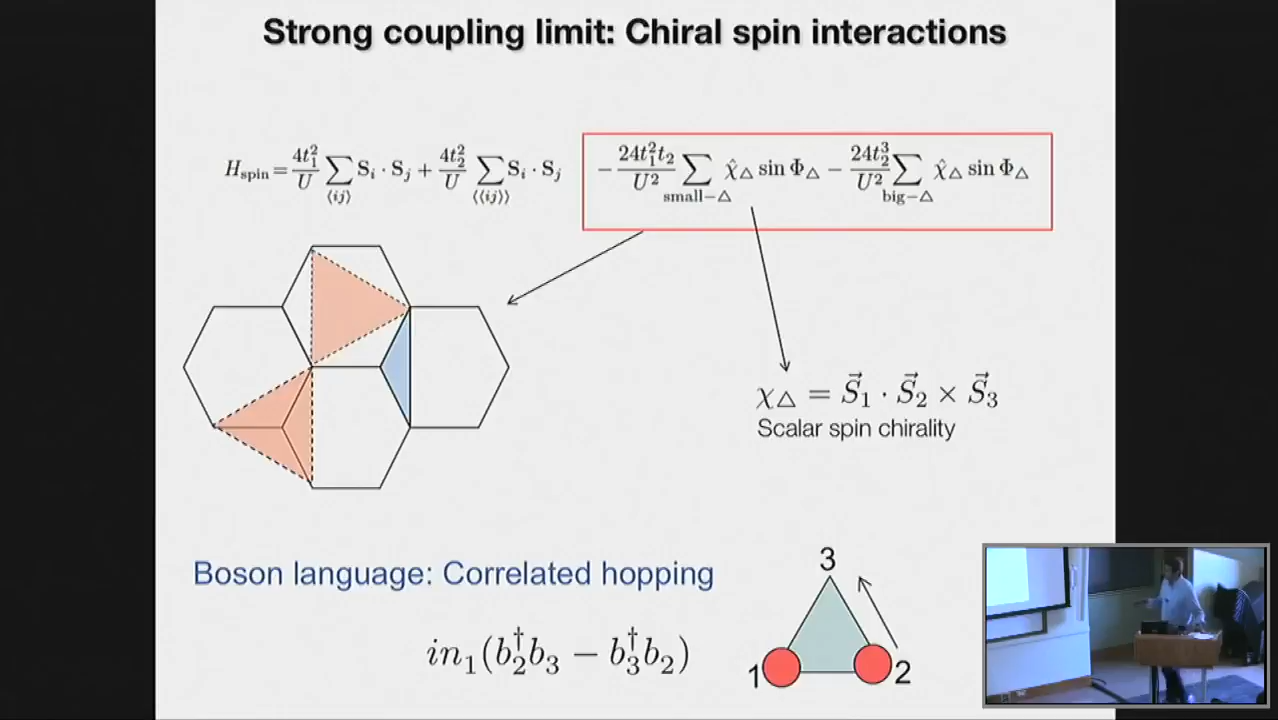 Strong coupling limit: Chiral spin interactions
H_spin = 4t_1^2/U ∑_⟨ij⟩ S_i · S_j + 4t_2^2/U ∑_⟨⟨ij⟩⟩ S_i · S_j − 24t_1^2 t_2/U^2 ∑_small−△ χ̂_△ sin Φ_△ − 24t_2^3/U^2 ∑_big−△ χ̂_△ sin Φ_△
χ_△ = S⃗_1 · S⃗_2 × S⃗_3
Scalar spin chirality
Boson language: Correlated hopping
in_1(b_2^† b_3 − b_3^† b_2)
3
1
2